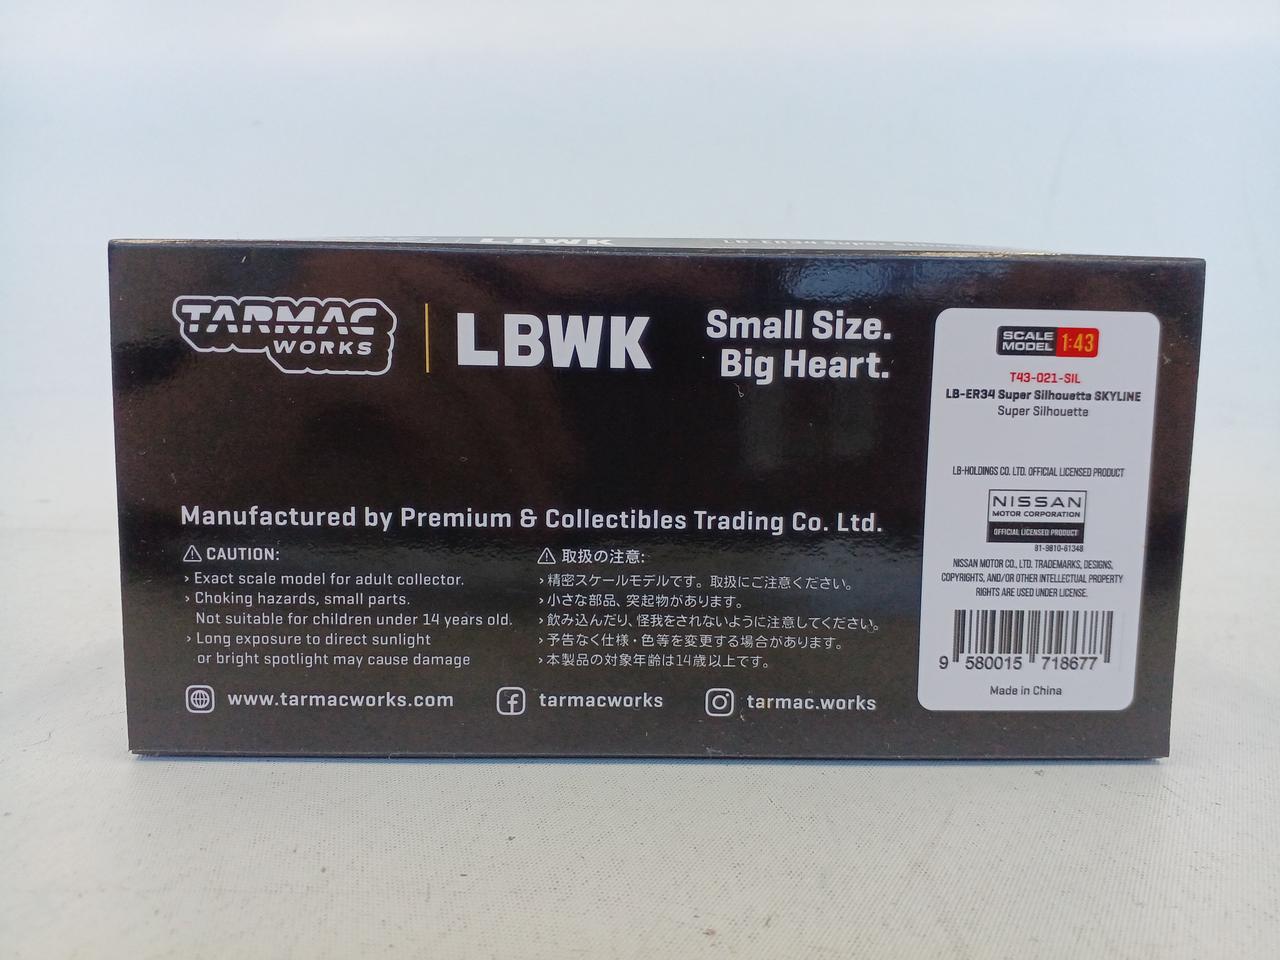 LBWK
LB-ER34 Super Silhouette
TARMAC
WORKS
LBWK
Small Size.
Big Heart.
Manufactured by Premium & Collectibles Trading Co. Ltd.
CAUTION:
› Exact scale model for adult collector.
› Choking hazards, small parts.
Not suitable for children under 14 years old.
› Long exposure to direct sunlight
or bright spotlight may cause damage
取扱の注意:
›精密スケールモデルです。取扱にご注意ください。
›小さな部品、突起物があります。
›飲み込んだり、怪我をされないように注意してください。
›予告なく仕様・色等を変更する場合があります。
›本製品の対象年齢は14歳以上です。
www.tarmacworks.com
tarmacworks
tarmac.works
SCALE
MODEL 1:43
T43-021-SIL
LB-ER34 Super Silhouette SKYLINE
Super Silhouette
LB-HOLDINGS CO. LTD. OFFICIAL LICENSED PRODUCT
NISSAN
MOTOR CORPORATION
OFFICIAL LICENSED PRODUCT
91-9810-61348
NISSAN MOTOR CO., LTD. TRADEMARKS, DESIGNS,
COPYRIGHTS, AND/OR OTHER INTELLECTUAL PROPERTY
RIGHTS ARE USED UNDER LICENSE.
9 580015 718677
Made in China